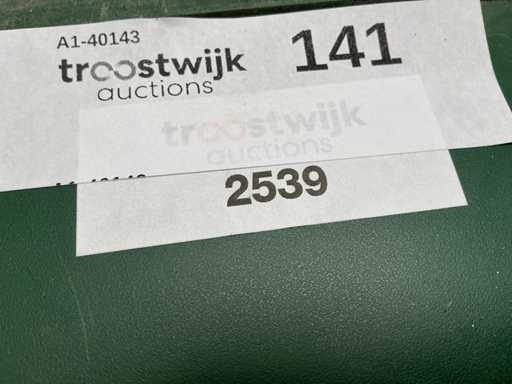 A1-40143
troostwijk 141
auctions
troostwijk
auctions
2539